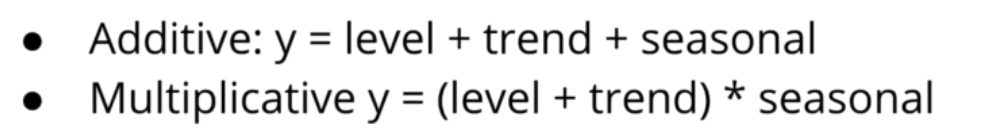 ● Additive: y = level + trend + seasonal
● Multiplicative y = (level + trend) * seasonal